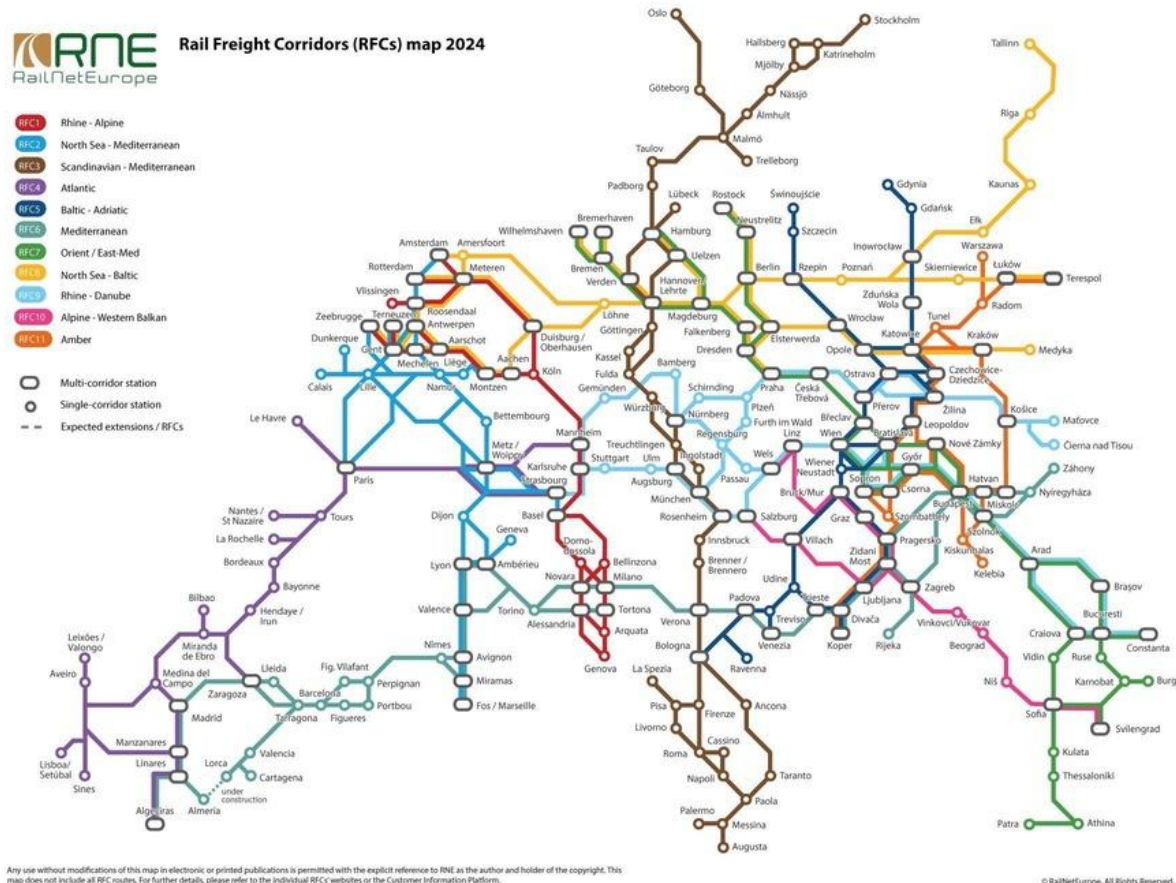 RNE
RailNetEurope
Rail Freight Corridors (RFCs) map 2024
RFC1 Rhine - Alpine
RFC2 North Sea - Mediterranean
RFC3 Scandinavian - Mediterranean
RFC4 Atlantic
RFC5 Baltic - Adriatic
RFC6 Mediterranean
RFC7 Orient / East-Med
RFC8 North Sea - Baltic
RFC9 Rhine - Danube
RFC10 Alpine - Western Balkan
RFC11 Amber
Multi-corridor station
Single-corridor station
Expected extensions / RFCs
Oslo
Stockholm
Hallsberg
Katrineholm
Mjölby
Tallinn
Göteborg
Nässjö
Älmhult
Riga
Malmö
Taulov
Trelleborg
Padborg
Lübeck
Rostock
Świnoujście
Gdynia
Kaunas
Gdańsk
Bremerhaven
Wilhelmshaven
Neustrelitz
Hamburg
Szczecin
Ełk
Warszawa
Amsterdam
Amersfoort
Uelzen
Inowrocław
Łuków
Bremen
Verden
Meteren
Rotterdam
Hannover/
Lehrte
Berlin
Rzepin
Poznań
Skierniewice
Terespol
Vlissingen
Roosendaal
Löhne
Magdeburg
Zduńska
Wola
Radom
Zeebrugge
Terneuzen
Antwerpen
Göttingen
Falkenberg
Wrocław
Tunel
Dunkerque
Aarschot
Duisburg /
Oberhausen
Elsterwerda
Katowice
Kraków
Gent
Mechelen
Liège
Aachen
Kassel
Dresden
Opole
Medyka
Calais
Lille
Namur
Montzen
Köln
Fulda
Bamberg
Praha
Česká
Třebová
Ostrava
Czechowice-
Dziedzice
Gemünden
Schirnding
Würzburg
Plzeň
Přerov
Žilina
Le Havre
Bettembourg
Nürnberg
Furth im Wald
Břeclav
Leopoldov
Košice
Maťovce
Mannheim
Treuchtlingen
Regensburg
Linz
Wien
Bratislava
Nové Zámky
Čierna nad Tisou
Metz /
Woippy
Karlsruhe
Stuttgart
Ulm
Ingolstadt
Wels
Győr
Paris
Strasbourg
Augsburg
Passau
Wiener
Neustadt
Sopron
Csorna
Hatvan
Záhony
München
Bruck/Mur
Budapest
Miskolc
Nyíregyháza
Nantes /
St Nazaire
Tours
Dijon
Basel
Rosenheim
Salzburg
Graz
Szombathely
Szolnok
La Rochelle
Geneva
Innsbruck
Villach
Pragersko
Kiskunhalas
Bordeaux
Lyon
Ambérieu
Domo-
dossola
Bellinzona
Brenner /
Brennero
Zidani
Most
Kelebia
Arad
Bayonne
Novara
Milano
Udine
Ljubljana
Zagreb
Brașov
Bilbao
Hendaye /
Irun
Valence
Torino
Tortona
Padova
Trieste
Divača
Alessandria
Verona
Treviso
Vinkovci/Vukovar
Bucuresti
Leixões /
Valongo
Miranda
de Ebro
Arquata
Bologna
Venezia
Koper
Rijeka
Beograd
Craiova
Constanta
Nîmes
Avignon
Genova
Ravenna
Vidin
Ruse
Aveiro
Medina del
Campo
Lleida
Fig. Vilafant
Perpignan
Miramas
La Spezia
Niš
Karnobat
Burg
Zaragoza
Barcelona
Portbou
Fos / Marseille
Pisa
Firenze
Ancona
Madrid
Tarragona
Figueres
Livorno
Sofia
Svilengrad
Manzanares
Lorca
Valencia
Roma
Cassino
Kulata
Lisboa/
Setúbal
Linares
Cartagena
Napoli
Taranto
Thessaloniki
Sines
under
construction
Almería
Paola
Algeciras
Palermo
Messina
Patra
Athina
Augusta
Any use without modifications of this map in electronic or printed publications is permitted with the explicit reference to RNE as the author and holder of the copyright. This
map does not include all RFC routes. For further details, please refer to the individual RFCs' websites or the Customer Information Platform.
© RailNetEurope. All Rights Reserved